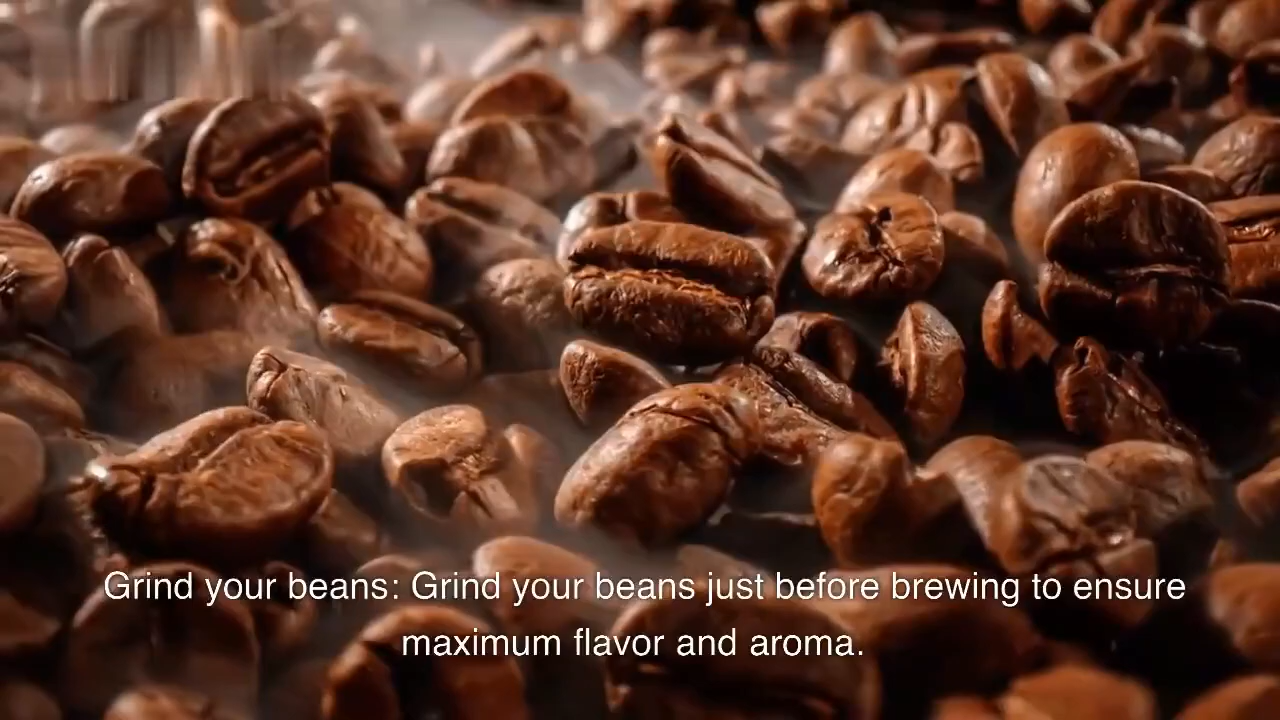 Grind your beans: Grind your beans just before brewing to ensure
maximum flavor and aroma.